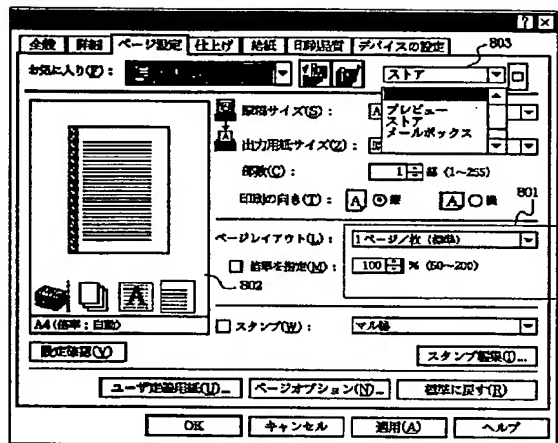 ? ×
全般 詳細 ページ設定 仕上げ 給紙 印刷品質 デバイスの設定
803
お気に入り(F): ストア
プレビュー
ストア
メールボックス
原稿サイズ(S): A
出力用紙サイズ(Z):
部数(C): 1 部 (1~255)
印刷の向き(T): A 縦 A 横
801
ページレイアウト(L): 1ページ/枚 (標準)
倍率を指定(M): 100 % (50~200)
802
A
A4(倍率:自動)
スタンプ(W): マル秘
設定確認(V) スタンプ編集(I)...
ユーザ定義用紙(U)... ページオプション(N)... 標準に戻す(R)
OK キャンセル 適用(A) ヘルプ